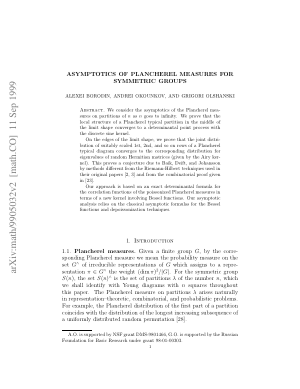 arXiv:math/9905032v2 [math.CO] 11 Sep 1999
ASYMPTOTICS OF PLANCHEREL MEASURES FOR
SYMMETRIC GROUPS
ALEXEI BORODIN, ANDREI OKOUNKOV, AND GRIGORI OLSHANSKI
Abstract. We consider the asymptotics of the Plancherel mea-
sures on partitions of n as n goes to infinity. We prove that the
local structure of a Plancherel typical partition in the middle of
the limit shape converges to a determinantal point process with
the discrete sine kernel.
On the edges of the limit shape, we prove that the joint distri-
bution of suitably scaled 1st, 2nd, and so on rows of a Plancherel
typical diagram converges to the corresponding distribution for
eigenvalues of random Hermitian matrices (given by the Airy ker-
nel). This proves a conjecture due to Baik, Deift, and Johansson
by methods different from the Riemann-Hilbert techniques used in
their original papers [2, 3] and from the combinatorial proof given
in [23].
Our approach is based on an exact determinantal formula for
the correlation functions of the poissonized Plancherel measures in
terms of a new kernel involving Bessel functions. Our asymptotic
analysis relies on the classical asymptotic formulas for the Bessel
functions and depoissonization techniques.
1. Introduction
1.1. Plancherel measures. Given a finite group G, by the corre-
sponding Plancherel measure we mean the probability measure on the
set G^ of irreducible representations of G which assigns to a repre-
sentation π ∈ G^ the weight (dim π)²/|G|. For the symmetric group
S(n), the set S(n)^ is the set of partitions λ of the number n, which
we shall identify with Young diagrams with n squares throughout
this paper. The Plancherel measure on partitions λ arises naturally
in representation–theoretic, combinatorial, and probabilistic problems.
For example, the Plancherel distribution of the first part of a partition
coincides with the distribution of the longest increasing subsequence of
a uniformly distributed random permutation [28].
A.O. is supported by NSF grant DMS-9801466, G.O. is supported by the Russian
Foundation for Basic Research under grant 98-01-00303.
1